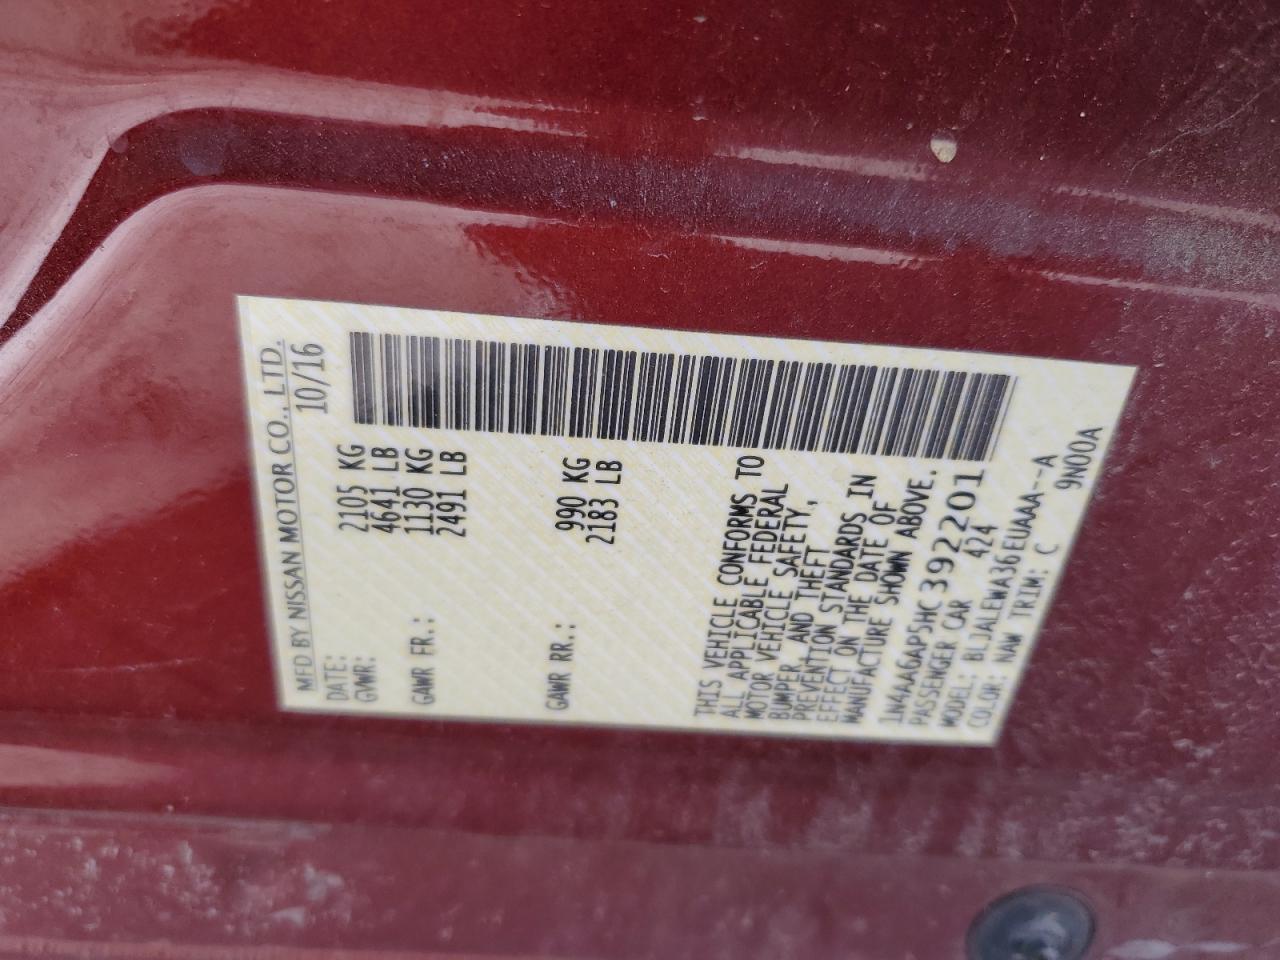 MFD BY NISSAN MOTOR CO., LTD.
DATE: 10/16
GVWR: 2105 KG
4641 LB
GAWR FR.: 1130 KG
2491 LB
GAWR RR.: 990 KG
2183 LB
THIS VEHICLE CONFORMS TO
ALL APPLICABLE FEDERAL
MOTOR VEHICLE SAFETY,
BUMPER, AND THEFT
PREVENTION STANDARDS IN
EFFECT ON THE DATE OF
MANUFACTURE SHOWN ABOVE.
1N4AA6AP5HC392201
PASSENGER CAR 424
MODEL: BLJALEWA36EUAAA--A
COLOR: NAW TRIM: C 9N00A